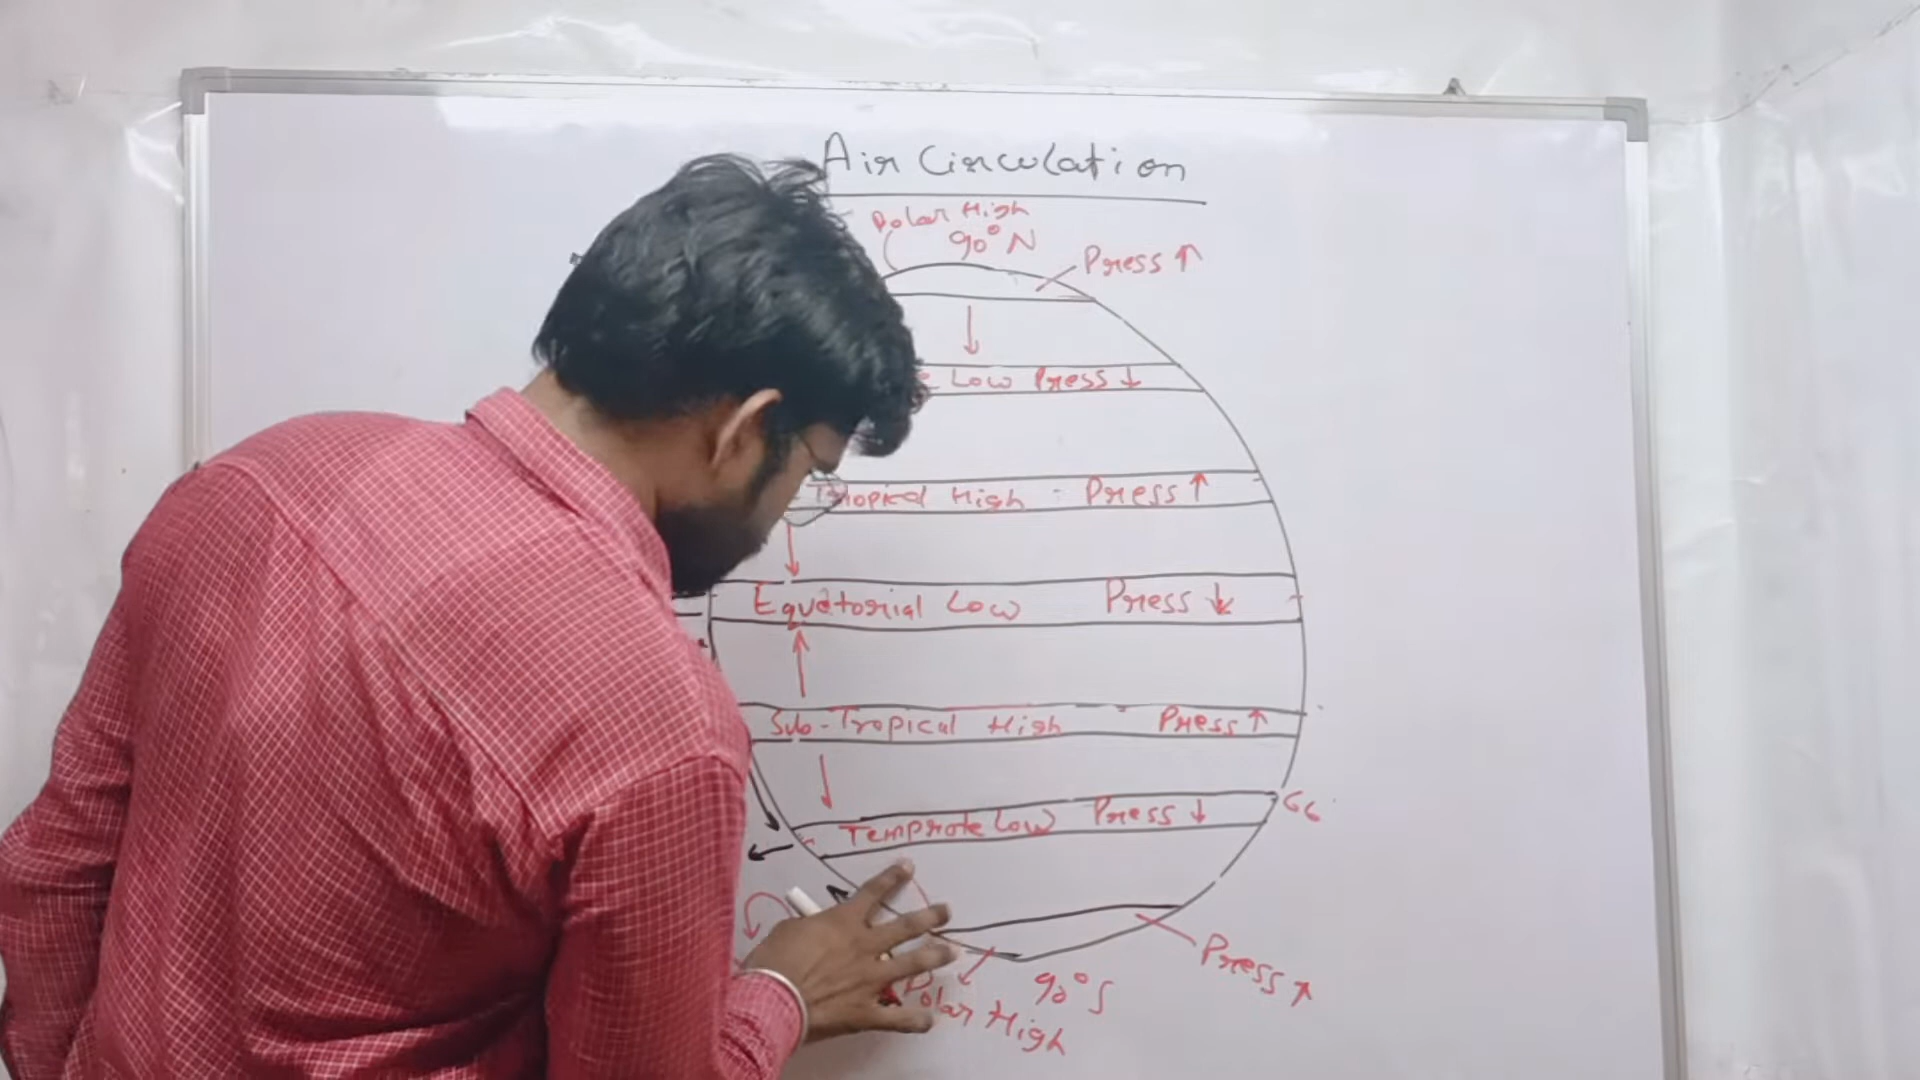 Air Circulation
Polar High
90° N
Press ↑
Low Press ↓
Tropical High - Press ↑
Equatorial Low Press ↓
Sub-Tropical High Press ↑
Temprate Low Press ↓
66
Press ↑
90° S
Polar High